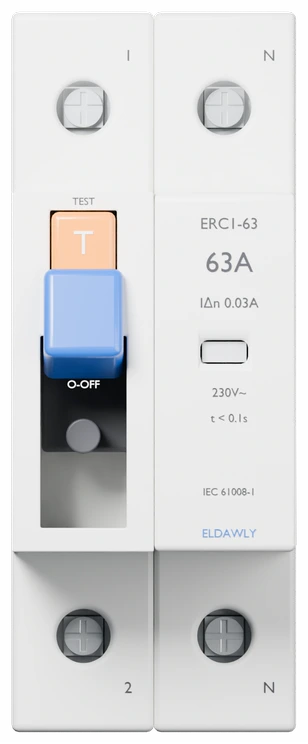 1 N
TEST
T
O-OFF
ERC1-63
63A
IΔn 0.03A
230V~
t < 0.1s
IEC 61008-1
ELDAWLY
2 N